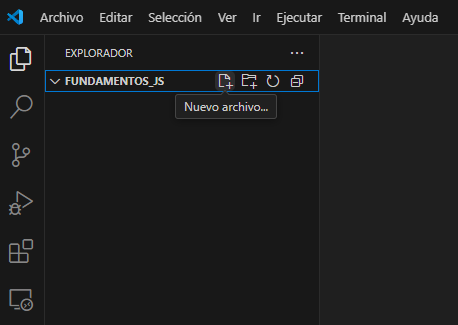 Archivo Editar Selección Ver Ir Ejecutar Terminal Ayuda
EXPLORADOR
FUNDAMENTOS_JS
Nuevo archivo...